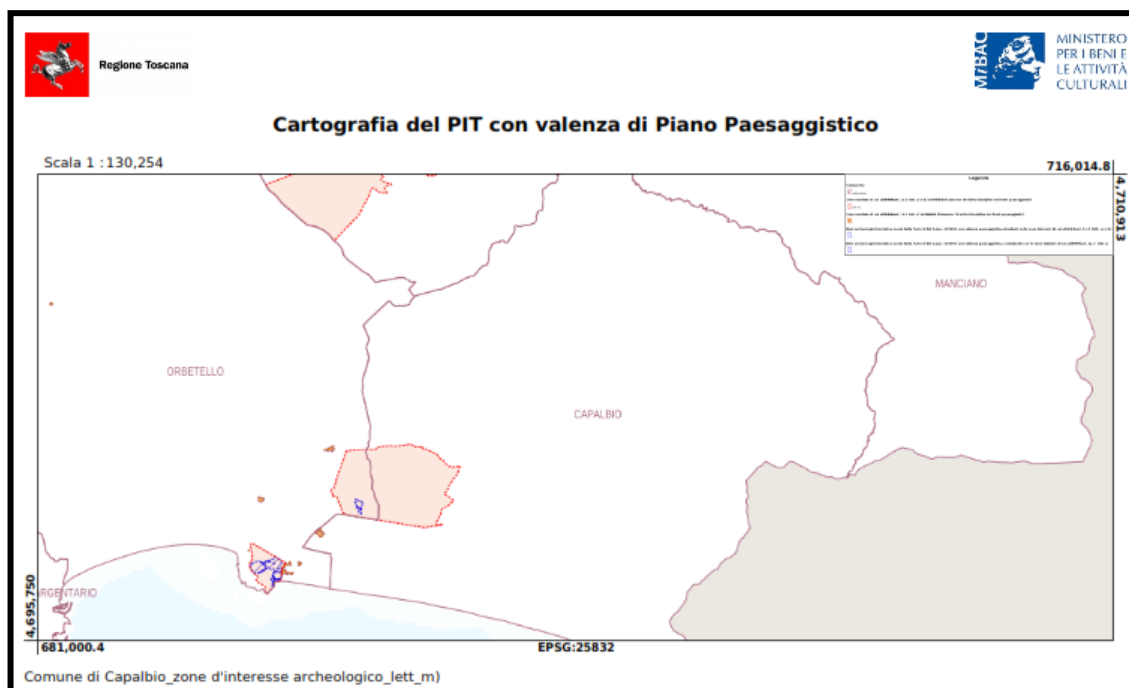 Regione Toscana
MiBAC
MINISTERO
PER I BENI E
LE ATTIVITÀ
CULTURALI
Cartografia del PIT con valenza di Piano Paesaggistico
Scala 1 : 130,254
716,014.8
4,710,913
Legenda
MANCIANO
ORBETELLO
CAPALBIO
ARGENTARIO
4,695,750
681,000.4
EPSG:25832
Comune di Capalbio_zone d'interesse archeologico_lett_m)